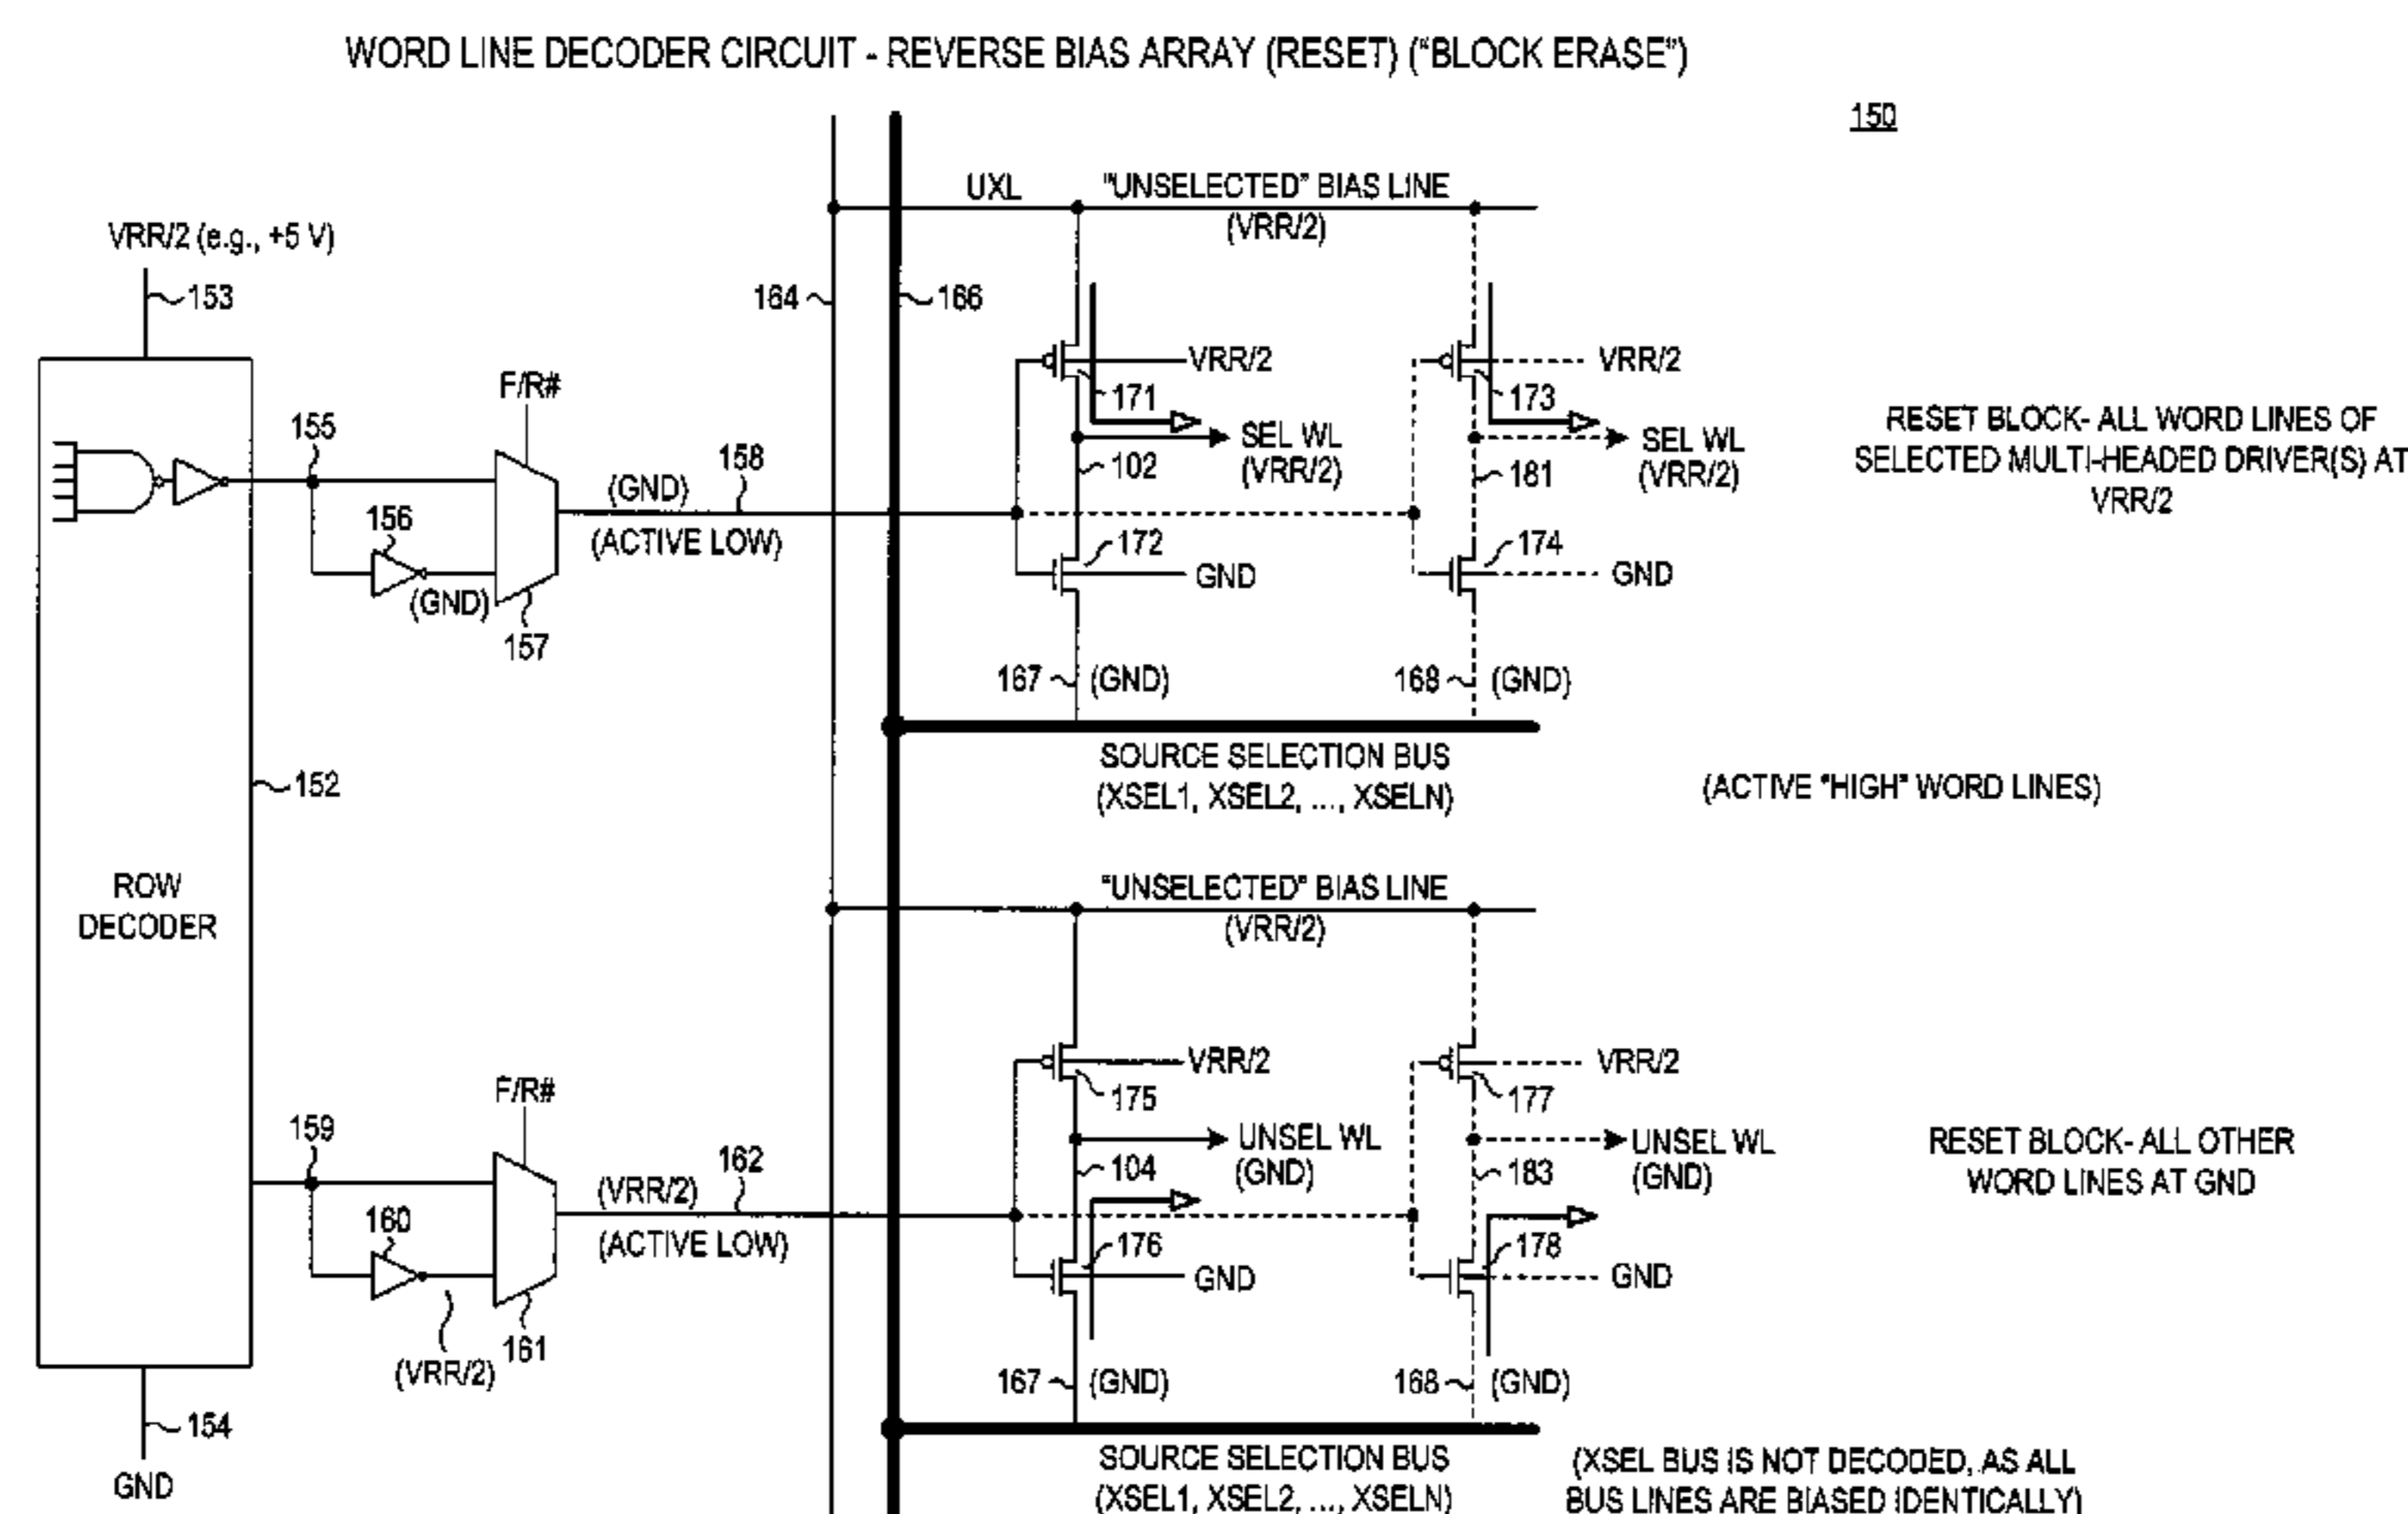 WORD LINE DECODER CIRCUIT - REVERSE BIAS ARRAY (RESET) ("BLOCK ERASE")
150
UXL
"UNSELECTED" BIAS LINE
(VRR/2)
VRR/2 (e.g., +5 V)
153
164
166
F/R#
155
156
(GND)
157
(GND)
158
(ACTIVE LOW)
VRR/2
171
SEL WL
(VRR/2)
102
172
GND
167
(GND)
VRR/2
173
SEL WL
(VRR/2)
181
174
GND
168
(GND)
RESET BLOCK- ALL WORD LINES OF
SELECTED MULTI-HEADED DRIVER(S) AT
VRR/2
SOURCE SELECTION BUS
(XSEL1, XSEL2, ..., XSELN)
(ACTIVE "HIGH" WORD LINES)
152
ROW
DECODER
"UNSELECTED" BIAS LINE
(VRR/2)
F/R#
159
160
(VRR/2)
161
(VRR/2)
162
(ACTIVE LOW)
VRR/2
175
UNSEL WL
(GND)
104
176
GND
167
(GND)
VRR/2
177
UNSEL WL
(GND)
183
178
GND
168
(GND)
RESET BLOCK- ALL OTHER
WORD LINES AT GND
154
GND
SOURCE SELECTION BUS
(XSEL1, XSEL2, ..., XSELN)
(XSEL BUS IS NOT DECODED, AS ALL
BUS LINES ARE BIASED IDENTICALLY)